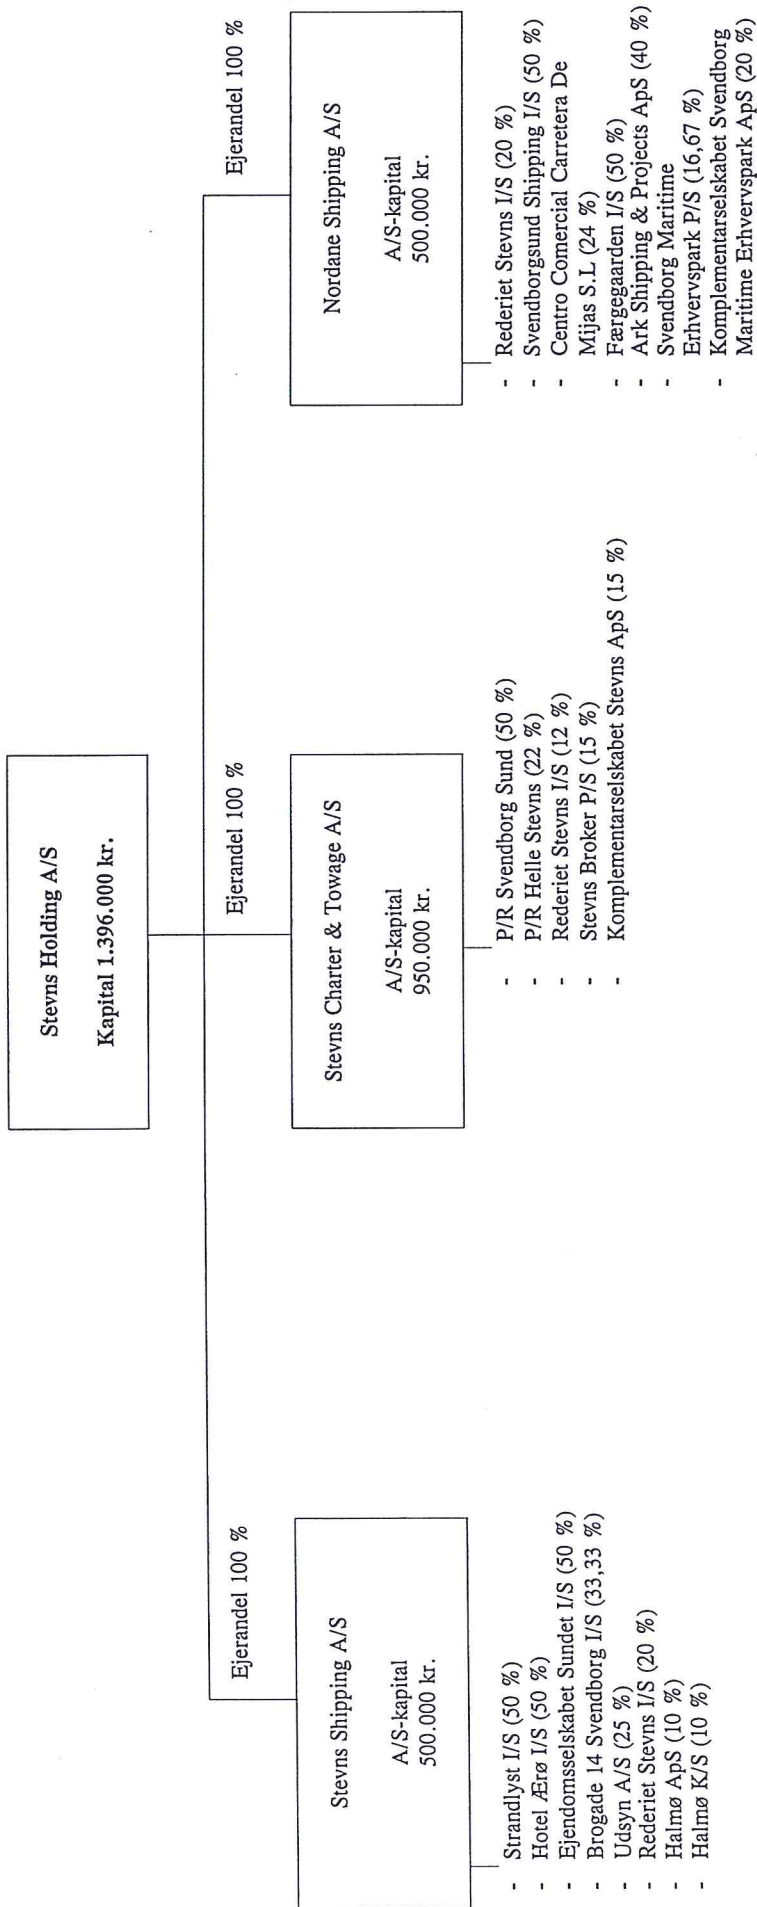 Stevns Holding A/S
Kapital 1.396.000 kr.
Ejerandel 100 %
Ejerandel 100 %
Ejerandel 100 %
Stevns Shipping A/S
A/S-kapital
500.000 kr.
- Strandlyst I/S (50 %)
- Hotel Ærø I/S (50 %)
- Ejendomsselskabet Sundet I/S (50 %)
- Brogade 14 Svendborg I/S (33,33 %)
- Udsyn A/S (25 %)
- Rederiet Stevns I/S (20 %)
- Halmø ApS (10 %)
- Halmø K/S (10 %)
Stevns Charter & Towage A/S
A/S-kapital
950.000 kr.
- P/R Svendborg Sund (50 %)
- P/R Helle Stevns (22 %)
- Rederiet Stevns I/S (12 %)
- Stevns Broker P/S (15 %)
- Komplementarselskabet Stevns ApS (15 %)
Nordane Shipping A/S
A/S-kapital
500.000 kr.
- Rederiet Stevns I/S (20 %)
- Svendborgsund Shipping I/S (50 %)
- Centro Comercial Carretera De
Mijas S.L (24 %)
- Færgegaarden I/S (50 %)
- Ark Shipping & Projects ApS (40 %)
- Svendborg Maritime
Erhvervspark P/S (16,67 %)
- Komplementarselskabet Svendborg
Maritime Erhvervspark ApS (20 %)